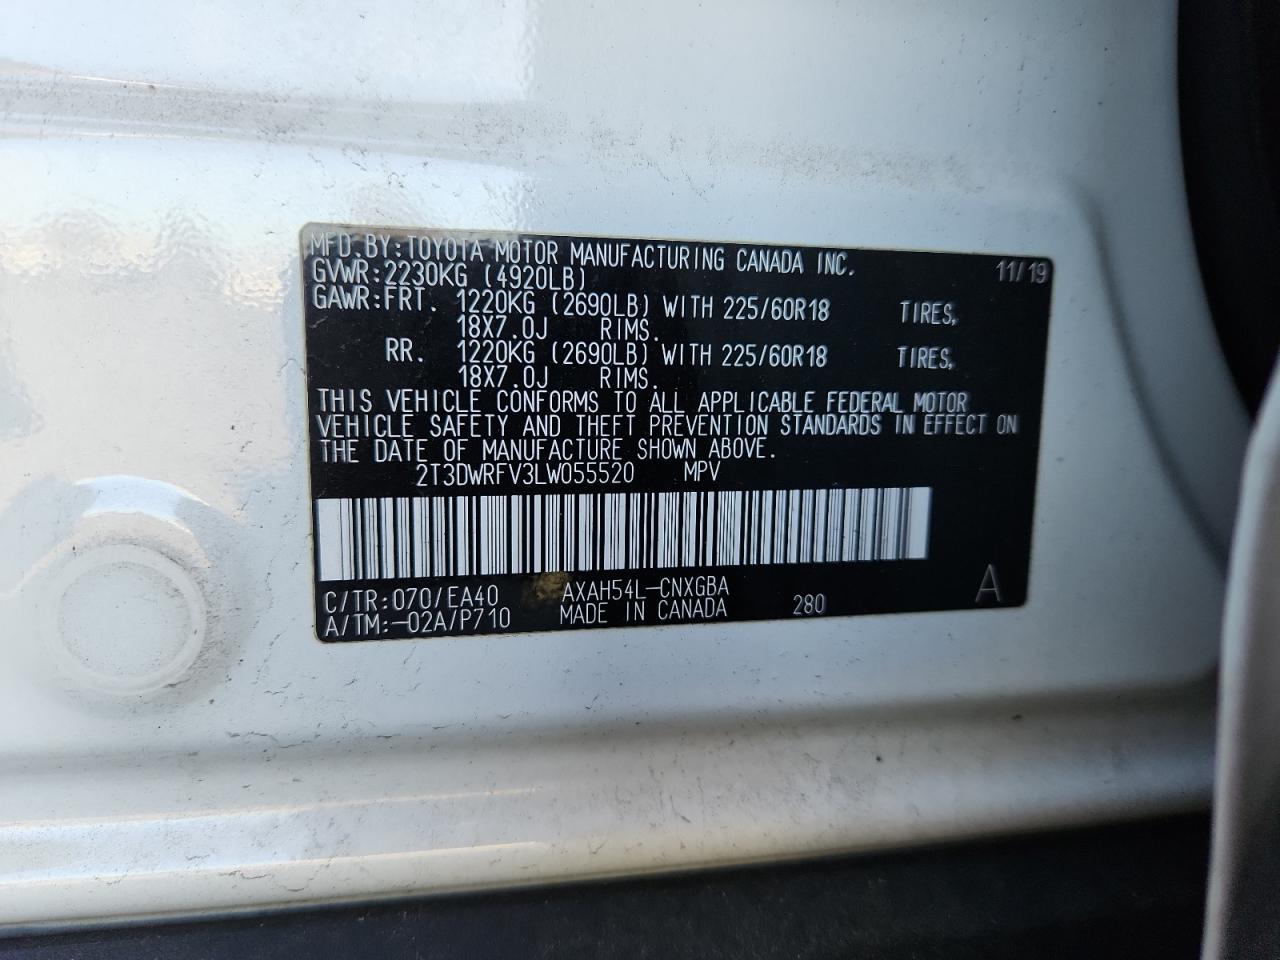 MFD.BY:TOYOTA MOTOR MANUFACTURING CANADA INC. 11/19
GVWR:2230KG (4920LB)
GAWR:FRT. 1220KG (2690LB) WITH 225/60R18 TIRES,
18X7.0J RIMS.
RR. 1220KG (2690LB) WITH 225/60R18 TIRES,
18X7.0J RIMS.
THIS VEHICLE CONFORMS TO ALL APPLICABLE FEDERAL MOTOR
VEHICLE SAFETY AND THEFT PREVENTION STANDARDS IN EFFECT ON
THE DATE OF MANUFACTURE SHOWN ABOVE.
2T3DWRFV3LW055520 MPV
C/TR:070/EA40 AXAH54L-CNXGBA A
A/TM:-02A/P710 MADE IN CANADA 280